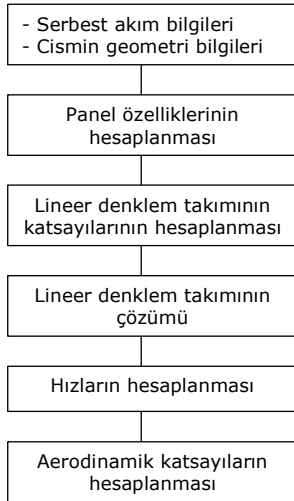 - Serbest akım bilgileri
- Cismin geometri bilgileri
Panel özelliklerinin
hesaplanması
Lineer denklem takımının
katsayılarının hesaplanması
Lineer denklem takımının
çözümü
Hızların hesaplanması
Aerodinamik katsayıların
hesaplanması